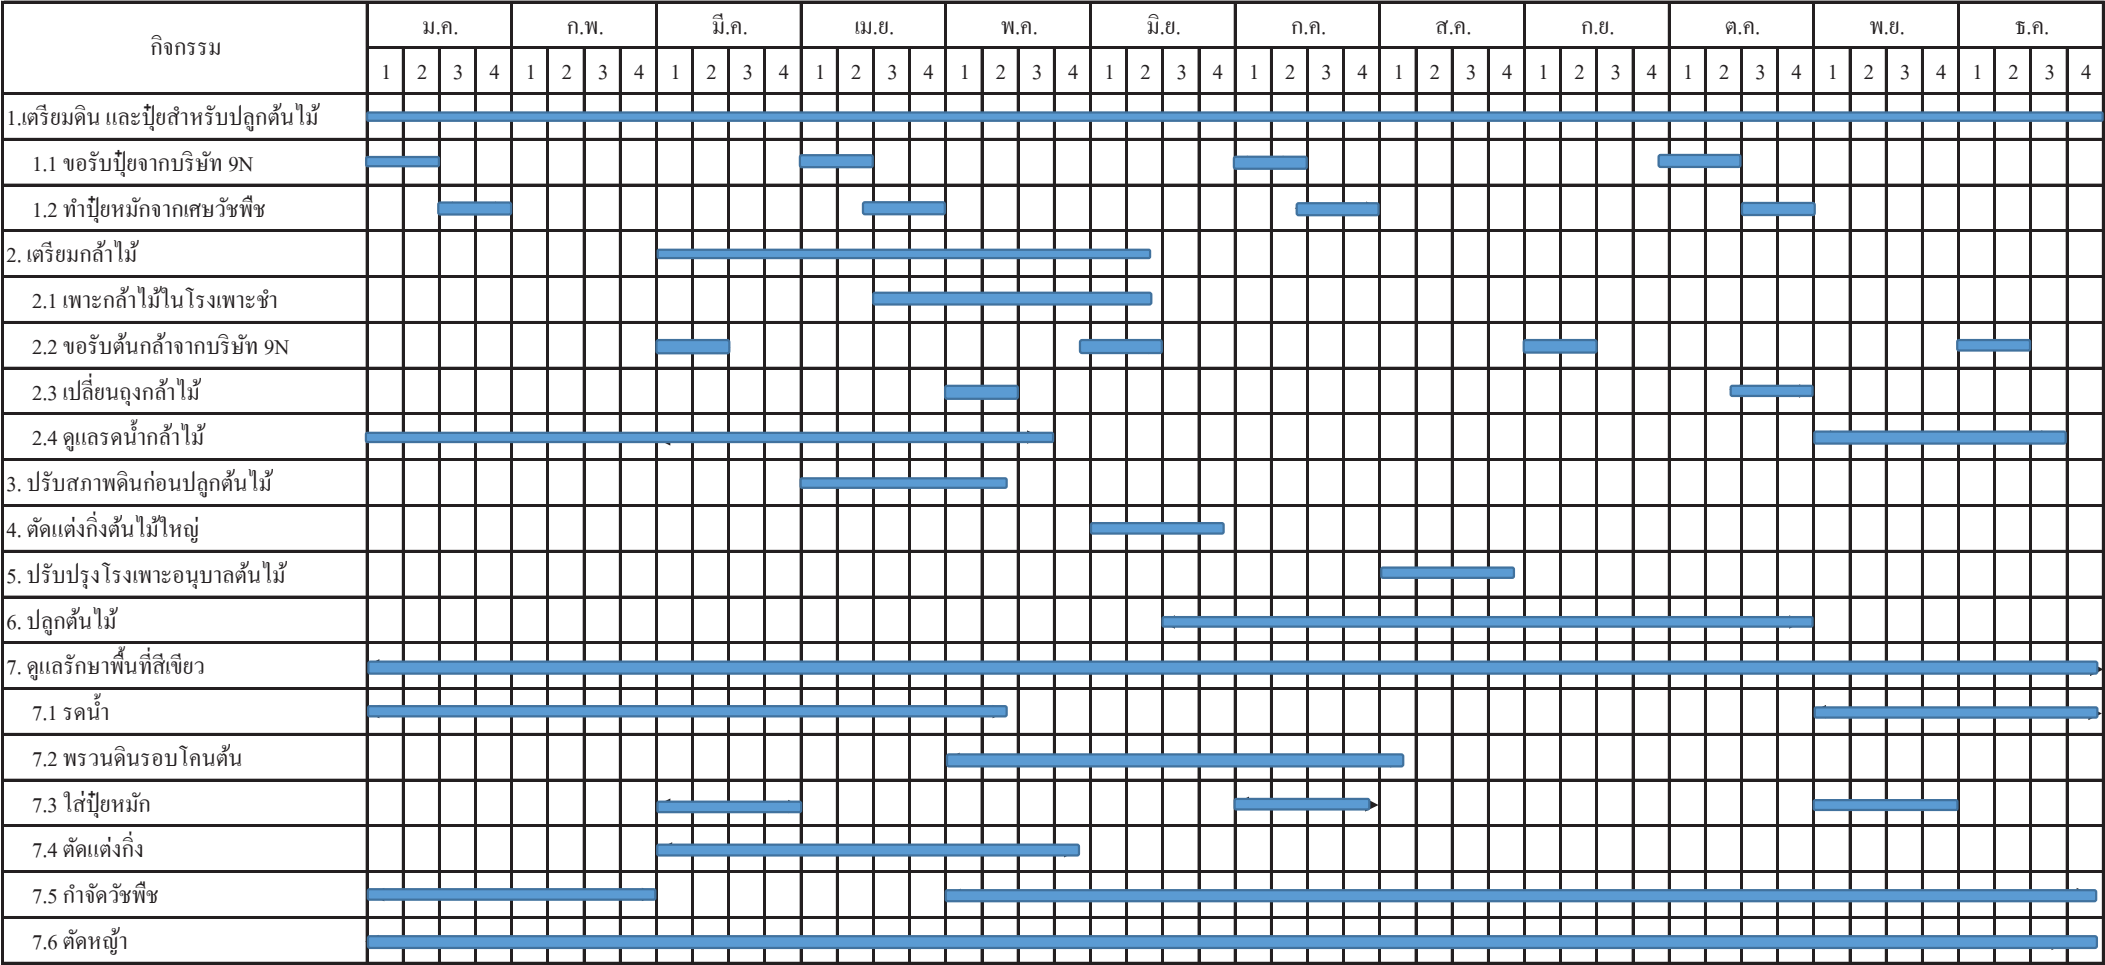 กิจกรรม ม.ค. ก.พ. มี.ค. เม.ย. พ.ค. มิ.ย. ก.ค. ส.ค. ก.ย. ต.ค. พ.ย. ธ.ค.
1 2 3 4 1 2 3 4 1 2 3 4 1 2 3 4 1 2 3 4 1 2 3 4 1 2 3 4 1 2 3 4 1 2 3 4 1 2 3 4 1 2 3 4 1 2 3 4
1.เตรียมดิน และปุ๋ยสำหรับปลูกต้นไม้
1.1 ขอรับปุ๋ยจากบริษัท 9N
1.2 ทำปุ๋ยหมักจากเศษวัชพืช
2. เตรียมกล้าไม้
2.1 เพาะกล้าไม้ในโรงเพาะชำ
2.2 ขอรับต้นกล้าจากบริษัท 9N
2.3 เปลี่ยนถุงกล้าไม้
2.4 ดูแลรดน้ำกล้าไม้
3. ปรับสภาพดินก่อนปลูกต้นไม้
4. ตัดแต่งกิ่งต้นไม้ใหญ่
5. ปรับปรุงโรงเพาะอนุบาลต้นไม้
6. ปลูกต้นไม้
7. ดูแลรักษาพื้นที่สีเขียว
7.1 รดน้ำ
7.2 พรวนดินรอบโคนต้น
7.3 ใส่ปุ๋ยหมัก
7.4 ตัดแต่งกิ่ง
7.5 กำจัดวัชพืช
7.6 ตัดหญ้า